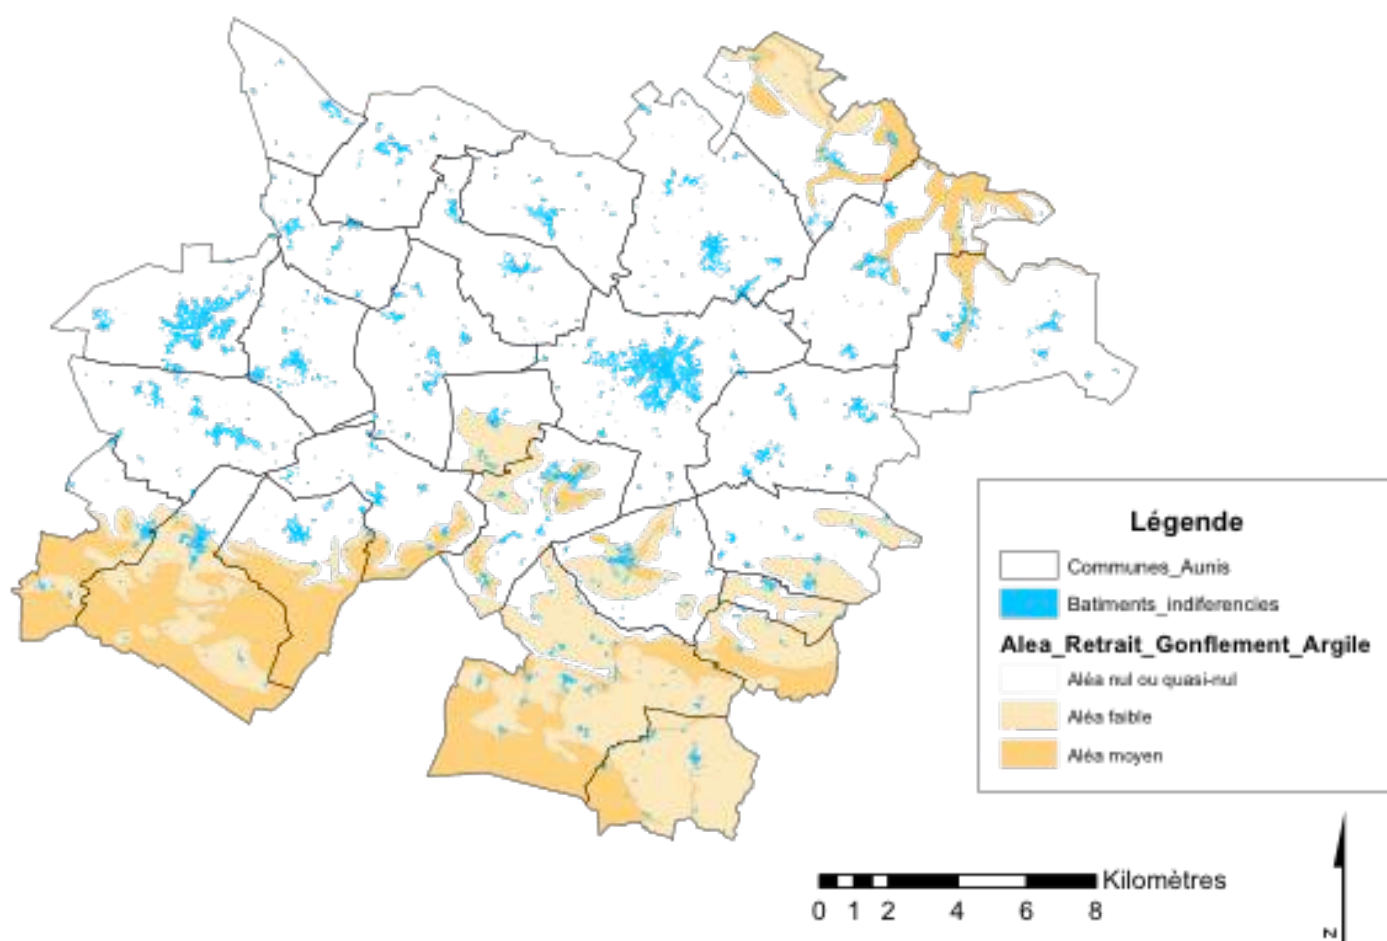 Légende
Communes_Aunis
Batiments_indiferencies
Alea_Retrait_Gonflement_Argile
Aléa nul ou quasi-nul
Aléa faible
Aléa moyen
Kilomètres
0 1 2 4 6 8
N